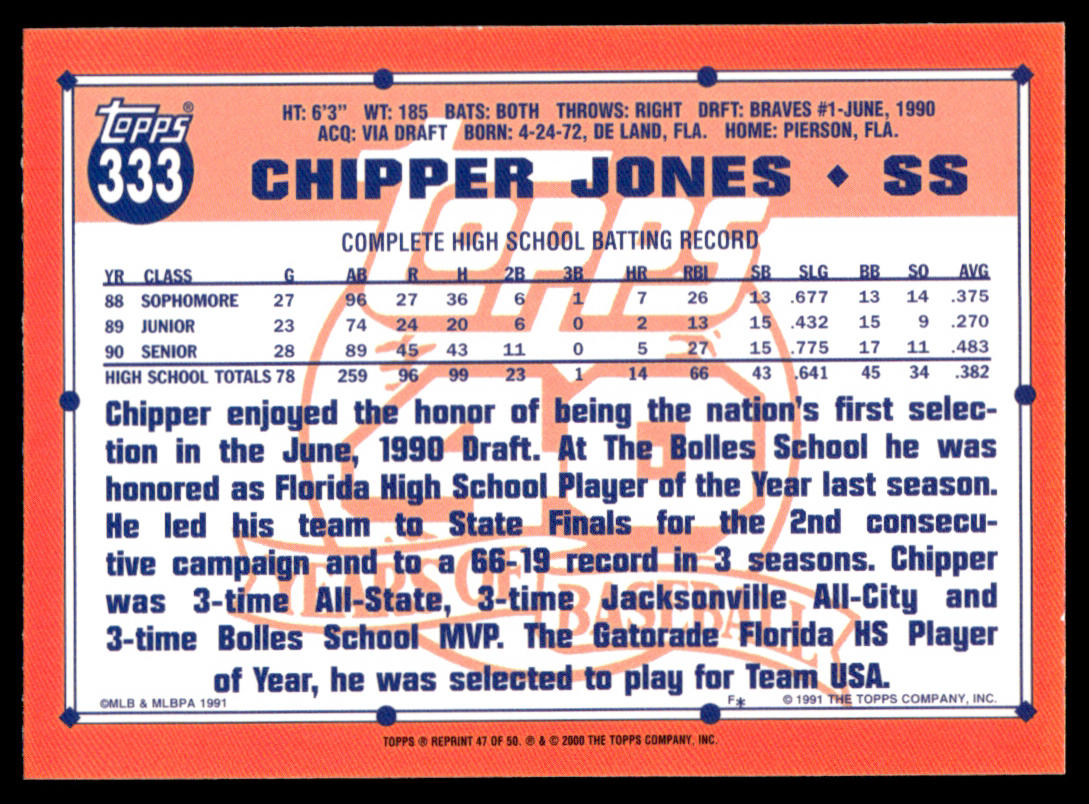 topps®
333
HT: 6'3" WT: 185 BATS: BOTH THROWS: RIGHT DRFT: BRAVES #1-JUNE, 1990
ACQ: VIA DRAFT BORN: 4-24-72, DE LAND, FLA. HOME: PIERSON, FLA.
CHIPPER JONES ♦ SS
topps
COMPLETE HIGH SCHOOL BATTING RECORD
YR CLASS G AB R H 2B 3B HR RBI SB SLG BB SO AVG
88 SOPHOMORE 27 96 27 36 6 1 7 26 13 .677 13 14 .375
89 JUNIOR 23 74 24 20 6 0 2 13 15 .432 15 9 .270
90 SENIOR 28 89 45 43 11 0 5 27 15 .775 17 11 .483
HIGH SCHOOL TOTALS 78 259 96 99 23 1 14 66 43 .641 45 34 .382
40
Chipper enjoyed the honor of being the nation's first selec-
tion in the June, 1990 Draft. At The Bolles School he was
honored as Florida High School Player of the Year last season.
He led his team to State Finals for the 2nd consecu-
tive campaign and to a 66-19 record in 3 seasons. Chipper
was 3-time All-State, 3-time Jacksonville All-City and
3-time Bolles School MVP. The Gatorade Florida HS Player
of Year, he was selected to play for Team USA.
YEARS OF BASEBALL
©MLB & MLBPA 1991 F* © 1991 THE TOPPS COMPANY, INC.
TOPPS ® REPRINT 47 OF 50. ® & © 2000 THE TOPPS COMPANY, INC.